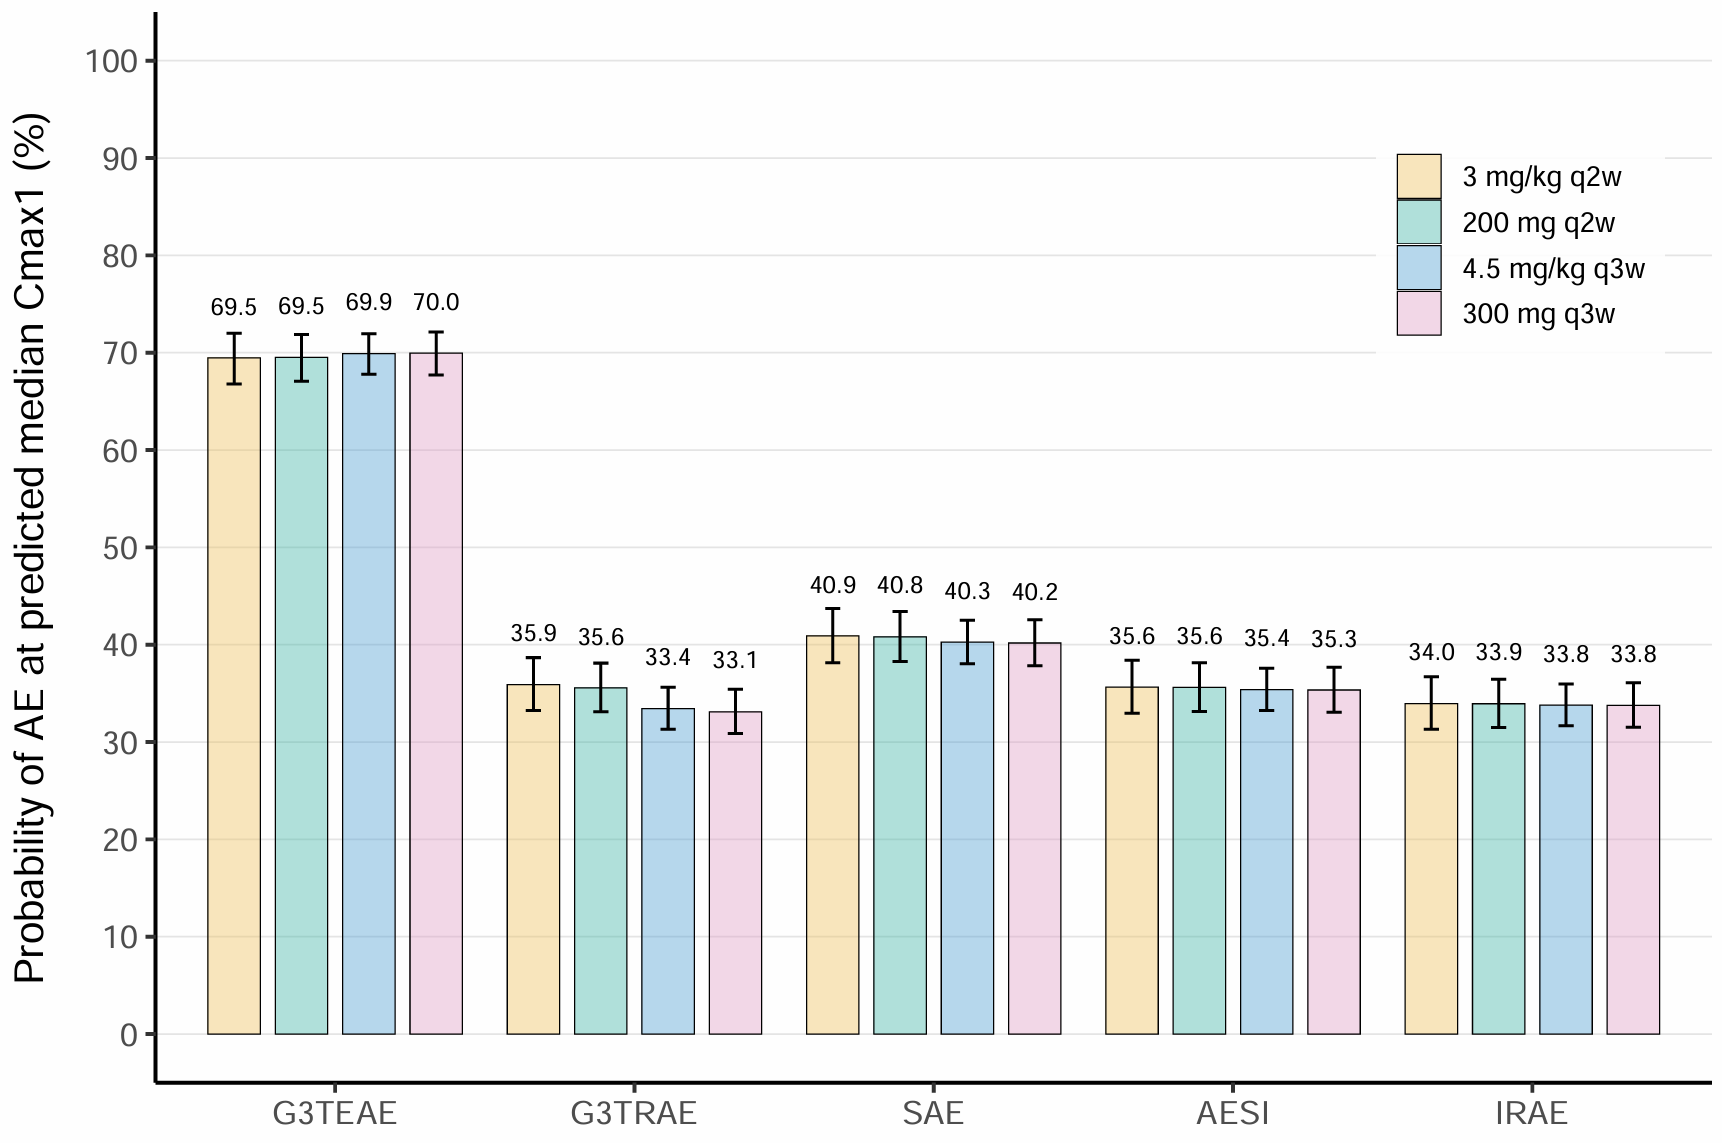 Probability of AE at predicted median Cmax1 (%)
100
90
80
70
60
50
40
30
20
10
0
3 mg/kg q2w
200 mg q2w
4.5 mg/kg q3w
300 mg q3w
69.5 69.5 69.9 70.0
35.9 35.6 33.4 33.1
40.9 40.8 40.3 40.2
35.6 35.6 35.4 35.3
34.0 33.9 33.8 33.8
G3TEAE G3TRAE SAE AESI IRAE